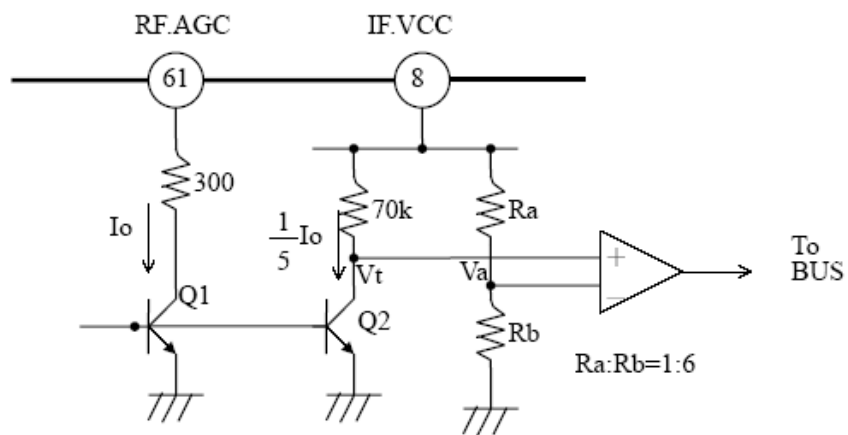 RF.AGC
IF.VCC
61
8
300
70k
Ra
Io
1/5 Io
Vt
Va
+
−
To
BUS
Q1
Q2
Rb
Ra:Rb=1:6